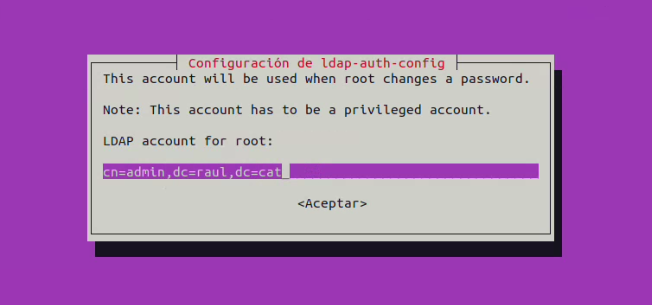 Configuración de ldap-auth-config
This account will be used when root changes a password.
Note: This account has to be a privileged account.
LDAP account for root:
cn=admin,dc=raul,dc=cat_
<Aceptar>